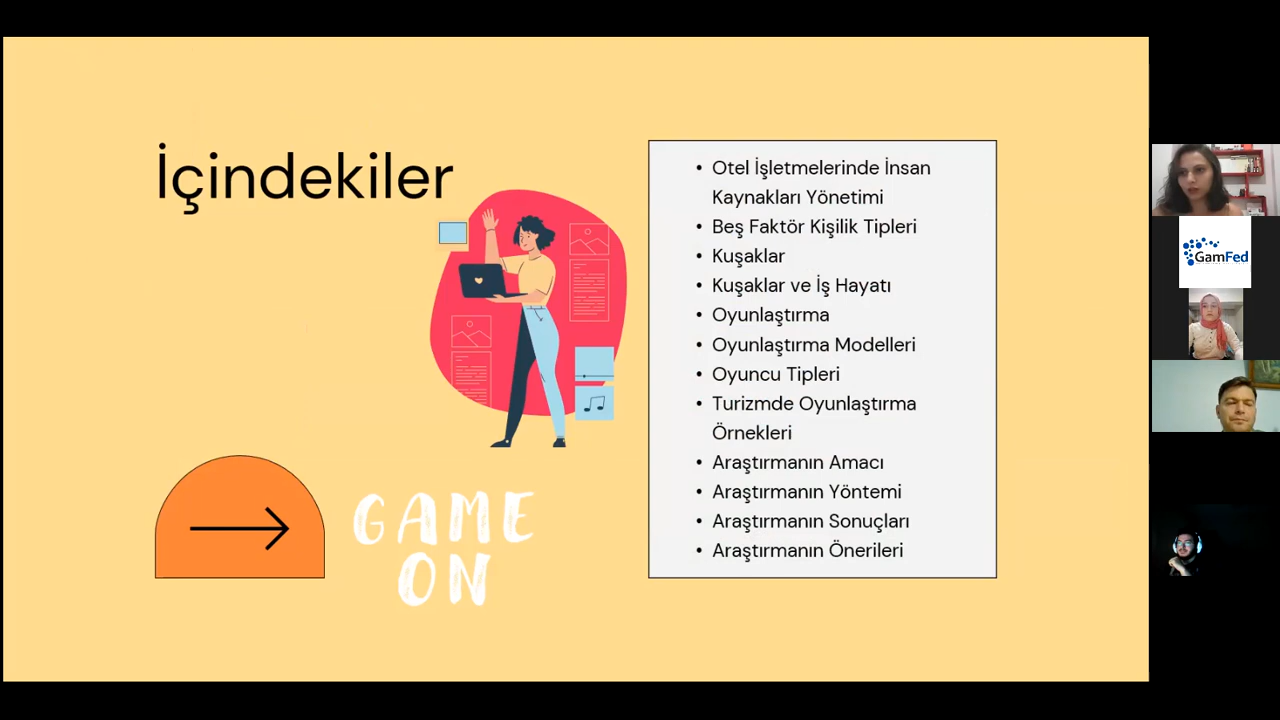 İçindekiler
GAME
ON
• Otel İşletmelerinde İnsan
Kaynakları Yönetimi
• Beş Faktör Kişilik Tipleri
• Kuşaklar
• Kuşaklar ve İş Hayatı
• Oyunlaştırma
• Oyunlaştırma Modelleri
• Oyuncu Tipleri
• Turizmde Oyunlaştırma
Örnekleri
• Araştırmanın Amacı
• Araştırmanın Yöntemi
• Araştırmanın Sonuçları
• Araştırmanın Önerileri
GamFed